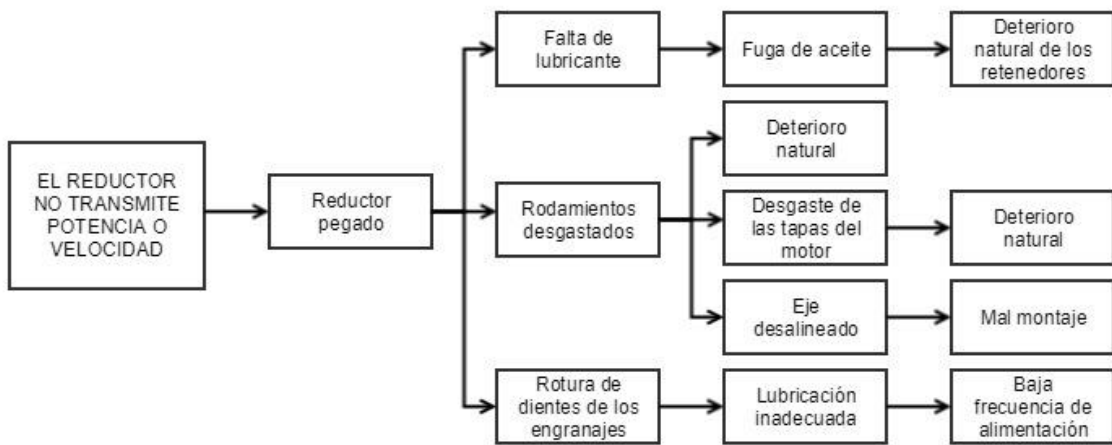 EL REDUCTOR
NO TRANSMITE
POTENCIA O
VELOCIDAD
Reductor
pegado
Falta de
lubricante
Fuga de aceite
Deterioro
natural de los
retenedores
Rodamientos
desgastados
Deterioro
natural
Desgaste de
las tapas del
motor
Deterioro
natural
Eje
desalineado
Mal montaje
Rotura de
dientes de los
engranajes
Lubricación
inadecuada
Baja
frecuencia de
alimentación